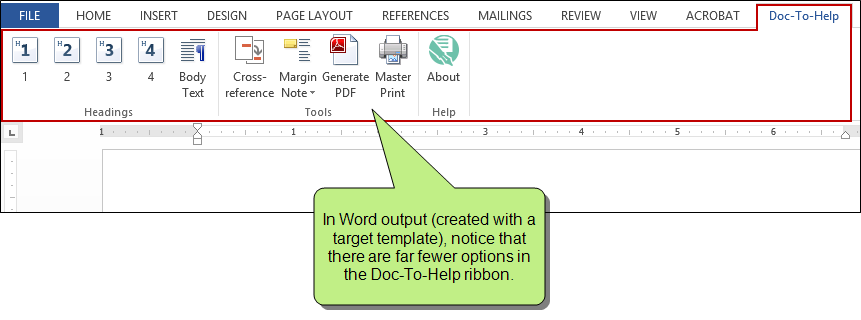 FILE HOME INSERT DESIGN PAGE LAYOUT REFERENCES MAILINGS REVIEW VIEW ACROBAT Doc-To-Help
H1 H2 H3 H4
1 2 3 4 Body Text Cross-reference Margin Note Generate PDF Master Print About
Headings Tools Help
L 1 1 2 3 4 5 6
In Word output (created with a
target template), notice that
there are far fewer options in
the Doc-To-Help ribbon.